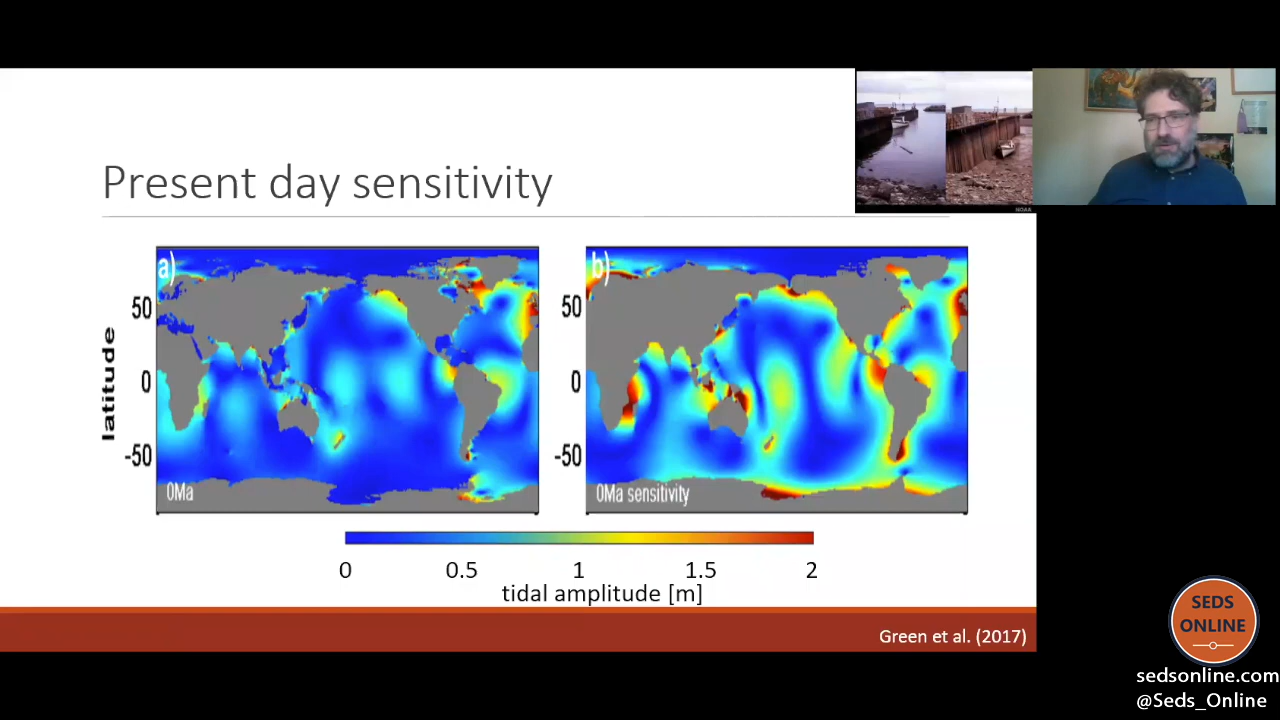 Present day sensitivity
a)
b)
latitude
50
0
-50
50
0
-50
0Ma
0Ma sensitivity
0
0.5
1
1.5
2
tidal amplitude [m]
Green et al. (2017)
NOAA
SEDS
ONLINE
sedsonline.com
@Seds_Online